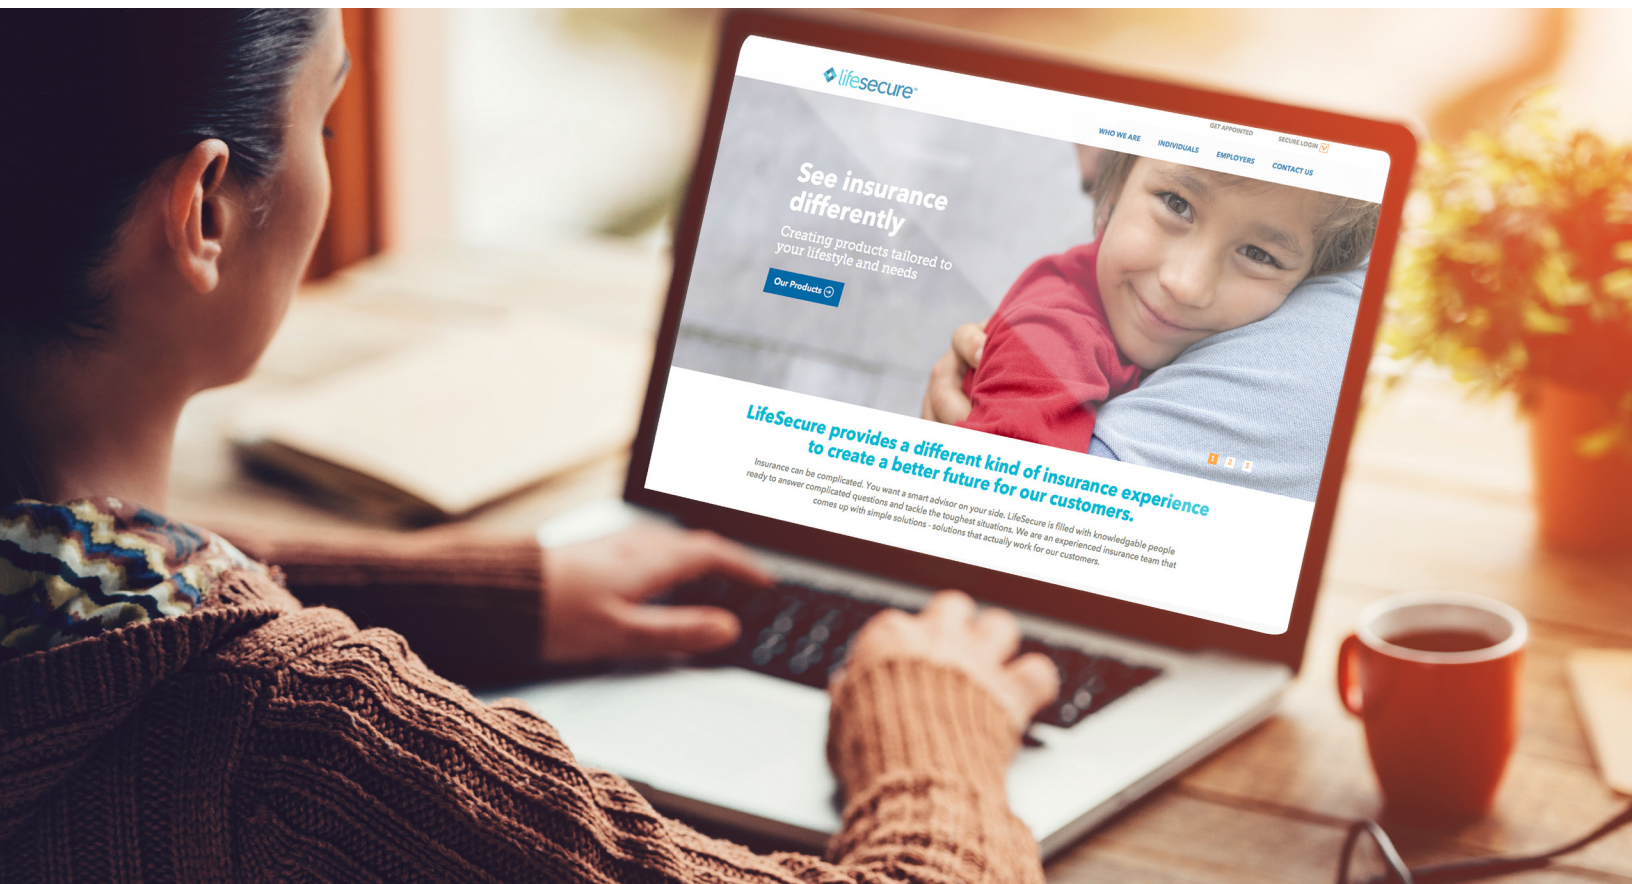 lifesecure™
GET APPOINTED
SECURE LOGIN
WHO WE ARE
INDIVIDUALS
EMPLOYERS
CONTACT US
See insurance
differently
Creating products tailored to
your lifestyle and needs
Our Products
1 2 3
LifeSecure provides a different kind of insurance experience
to create a better future for our customers.
Insurance can be complicated. You want a smart advisor on your side. LifeSecure is filled with knowledgable people
ready to answer complicated questions and tackle the toughest situations. We are an experienced insurance team that
comes up with simple solutions - solutions that actually work for our customers.